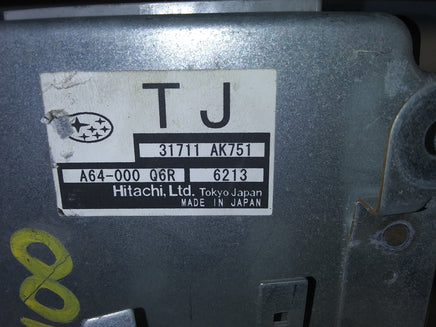 TJ
31711 AK751
A64-000 Q6R 6213
Hitachi, Ltd. Tokyo Japan
MADE IN JAPAN